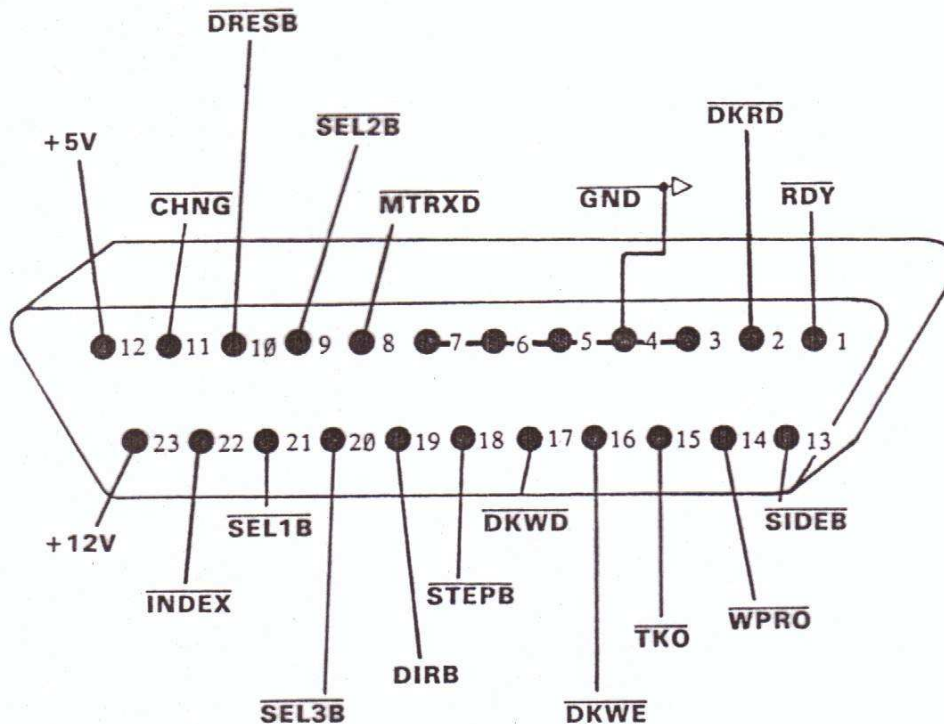 DRESB
SEL2B
DKRD
+5V
CHNG
MTRXD
GND
RDY
12 11 10 9 8 7 6 5 4 3 2 1
23 22 21 20 19 18 17 16 15 14 13
SEL1B
DKWD
SIDEB
+12V
INDEX
STEPB
TKO
WPRO
DIRB
SEL3B
DKWE